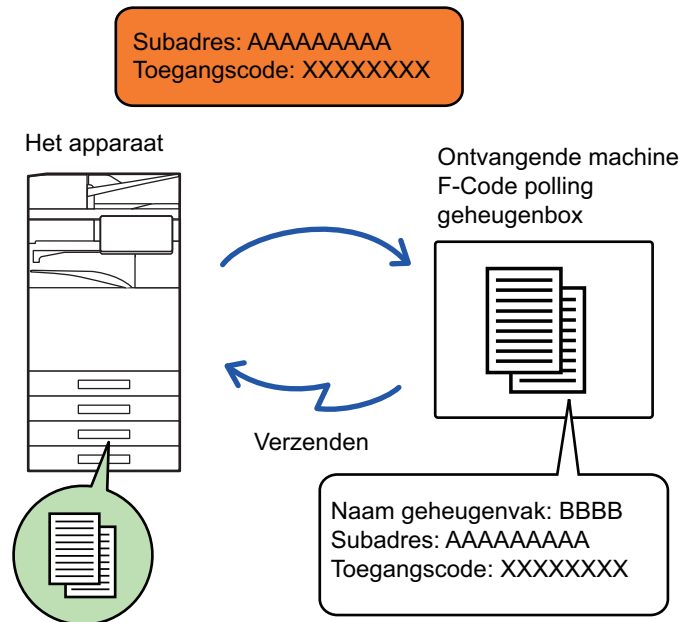 Subadres: AAAAAAAAA
Toegangscode: XXXXXXXX
Het apparaat
Ontvangende machine
F-Code polling
geheugenbox
Verzenden
Naam geheugenvak: BBBB
Subadres: AAAAAAAAA
Toegangscode: XXXXXXXX